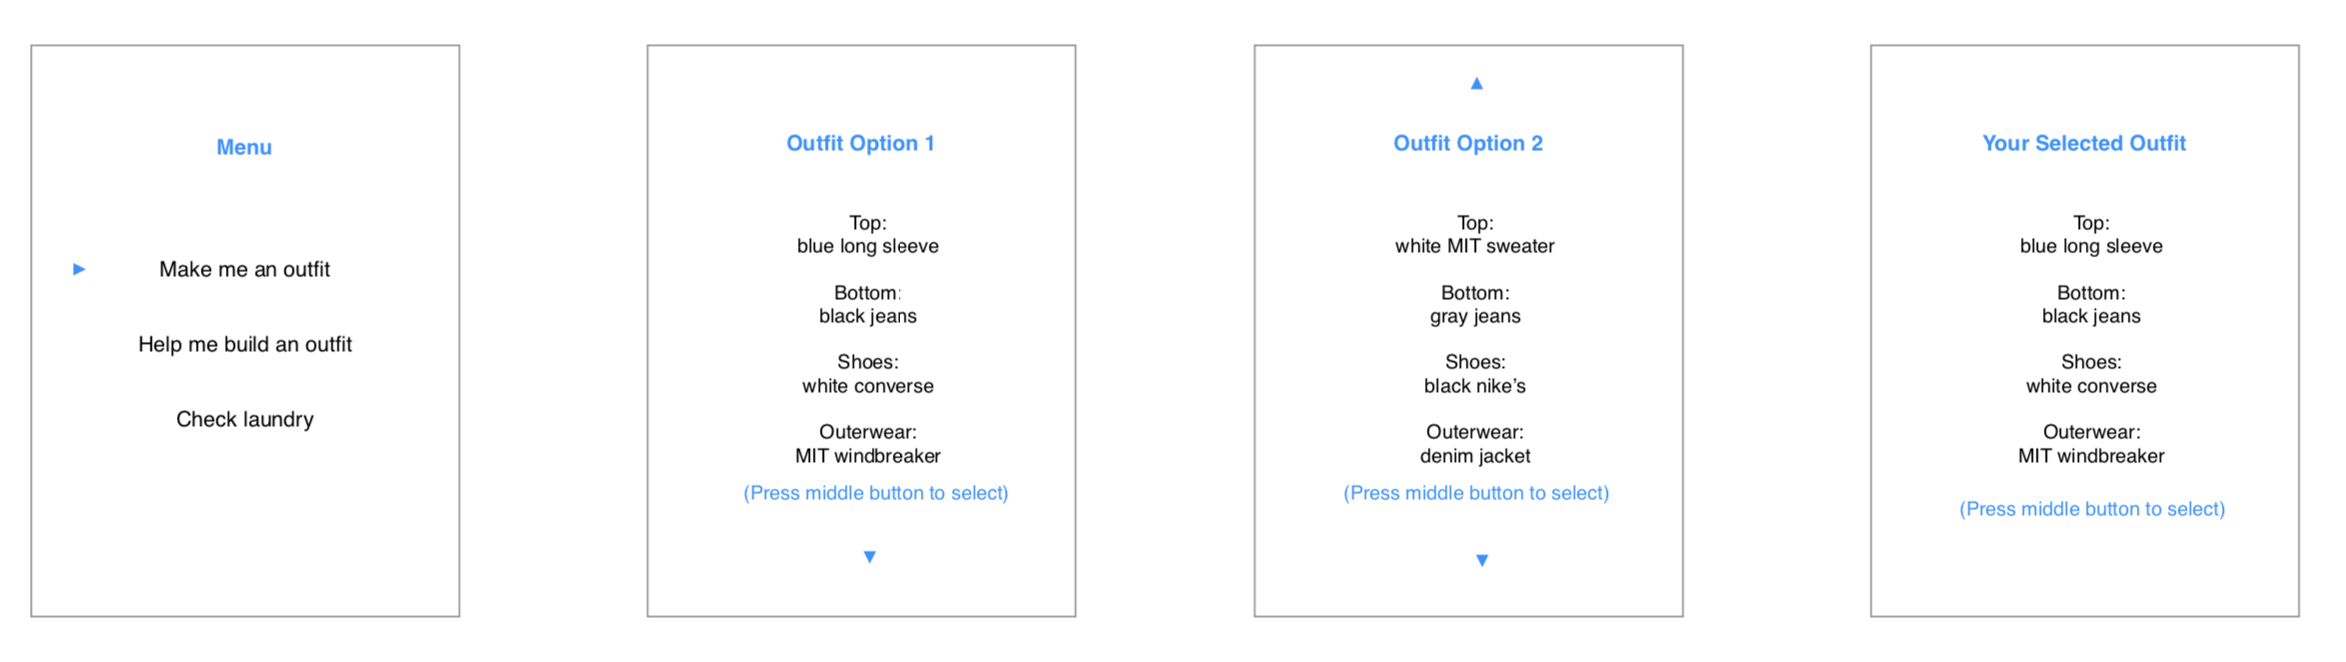 Menu
Make me an outfit
Help me build an outfit
Check laundry
Outfit Option 1
Top:
blue long sleeve
Bottom:
black jeans
Shoes:
white converse
Outerwear:
MIT windbreaker
(Press middle button to select)
Outfit Option 2
Top:
white MIT sweater
Bottom:
gray jeans
Shoes:
black nike’s
Outerwear:
denim jacket
(Press middle button to select)
Your Selected Outfit
Top:
blue long sleeve
Bottom:
black jeans
Shoes:
white converse
Outerwear:
MIT windbreaker
(Press middle button to select)